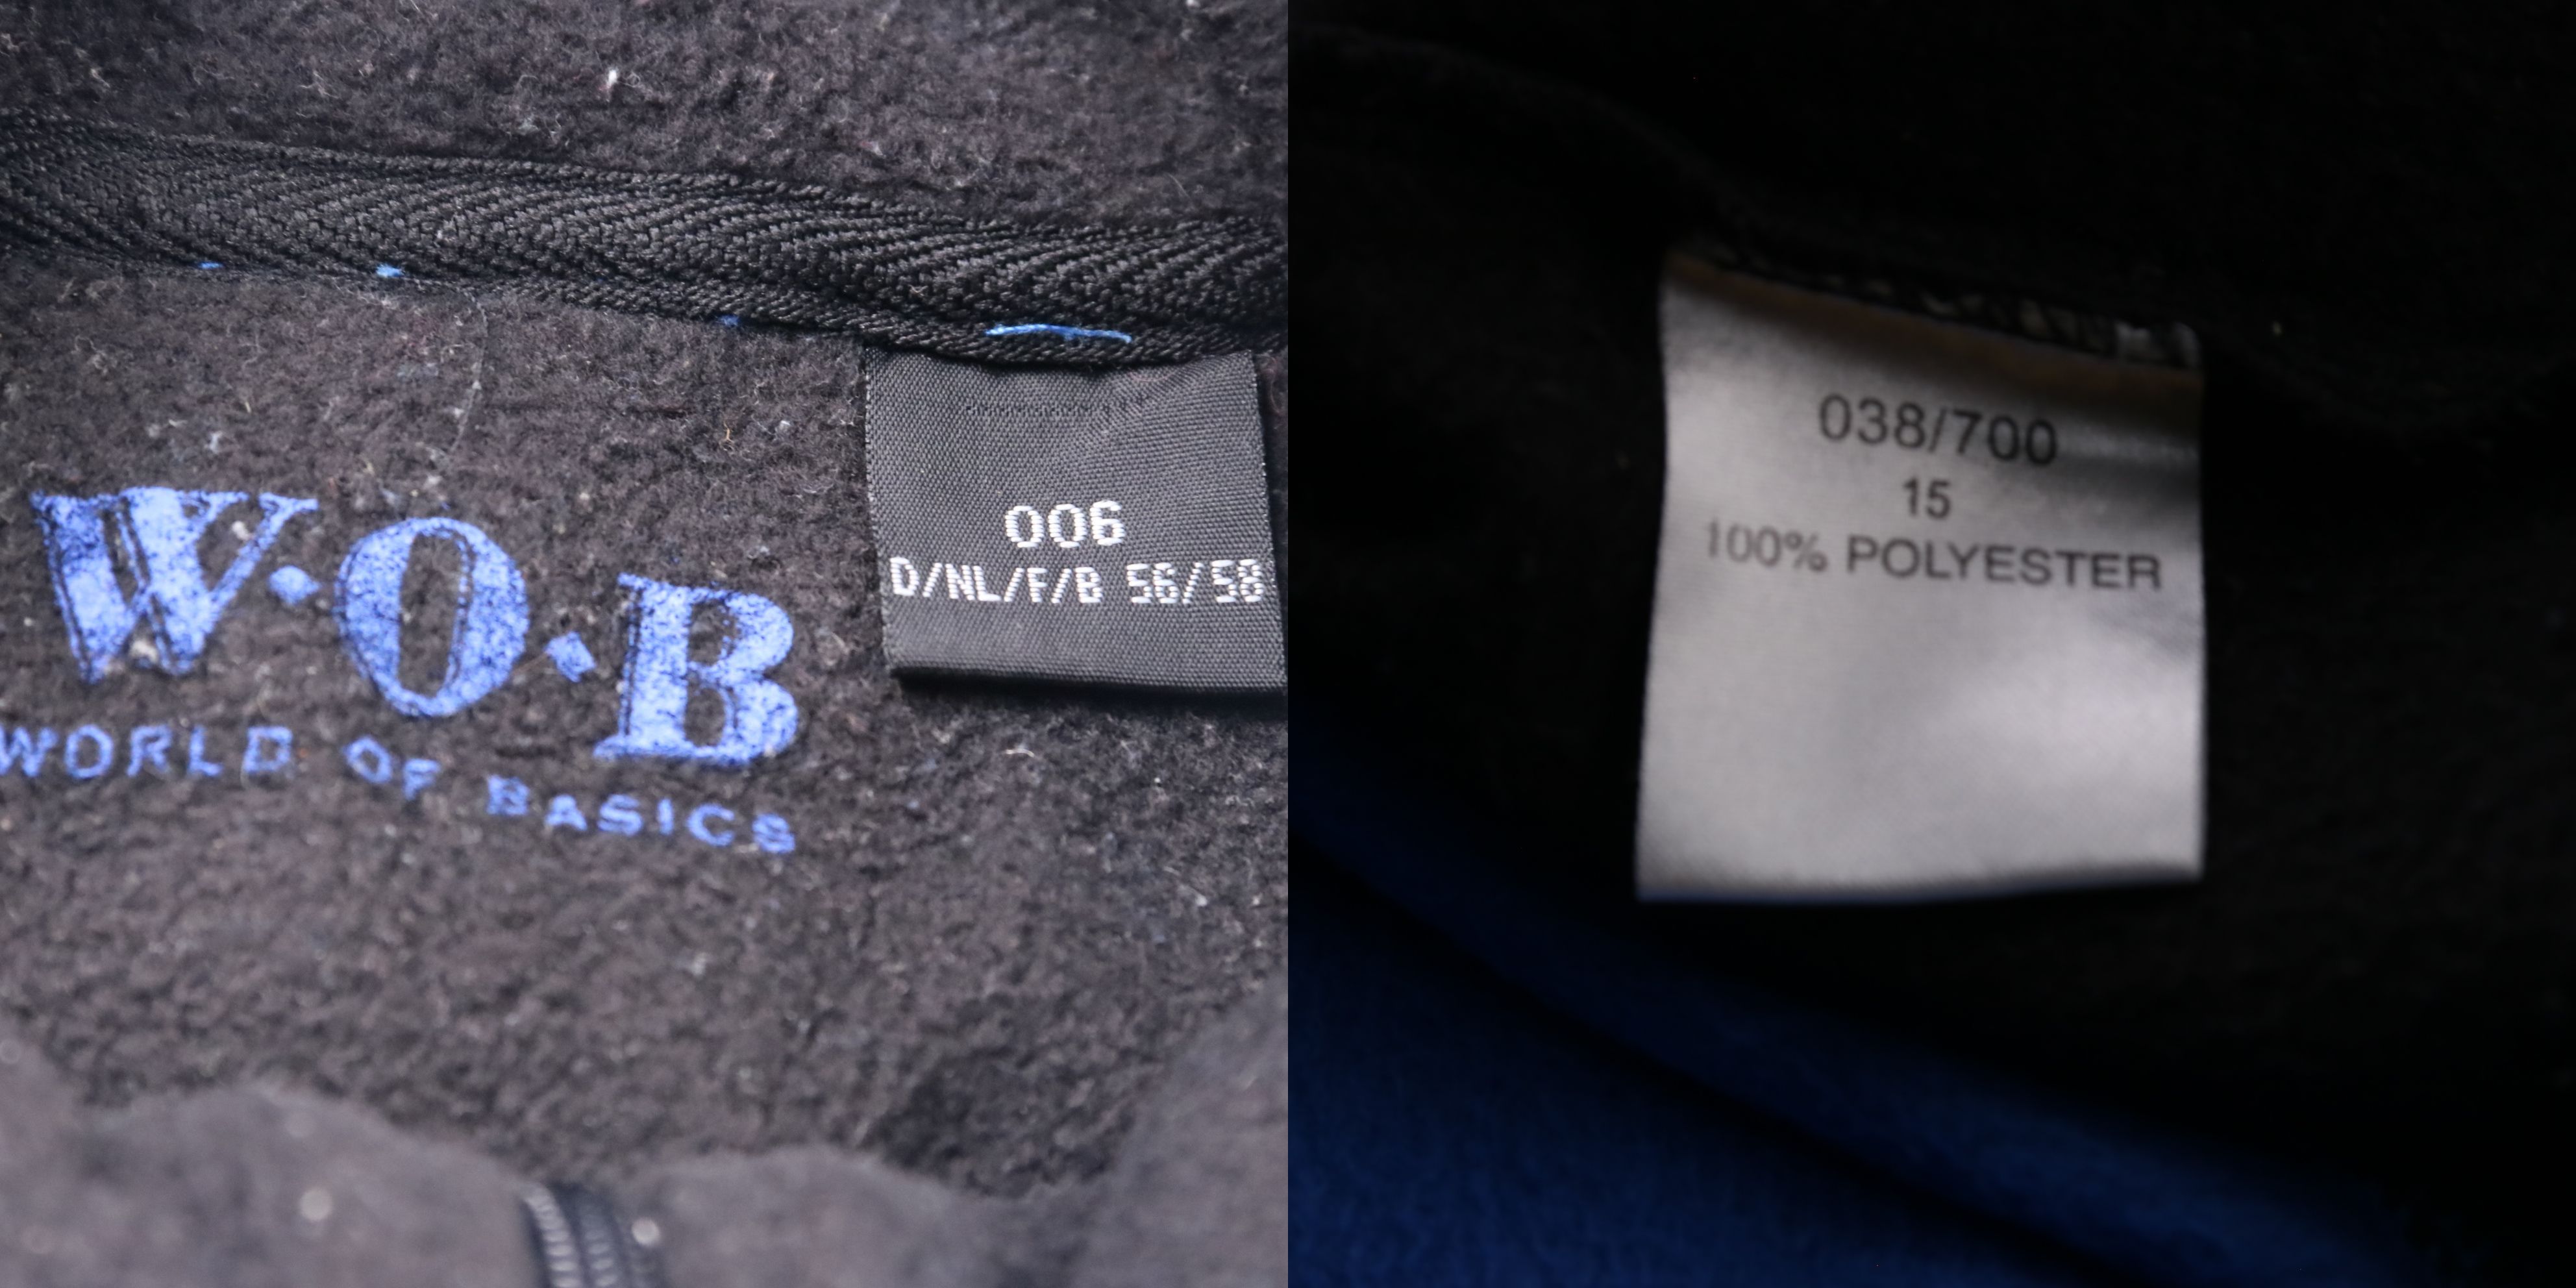 W·O·B
WORLD OF BASICS
006
D/NL/F/B 56/58
038/700
15
100% POLYESTER